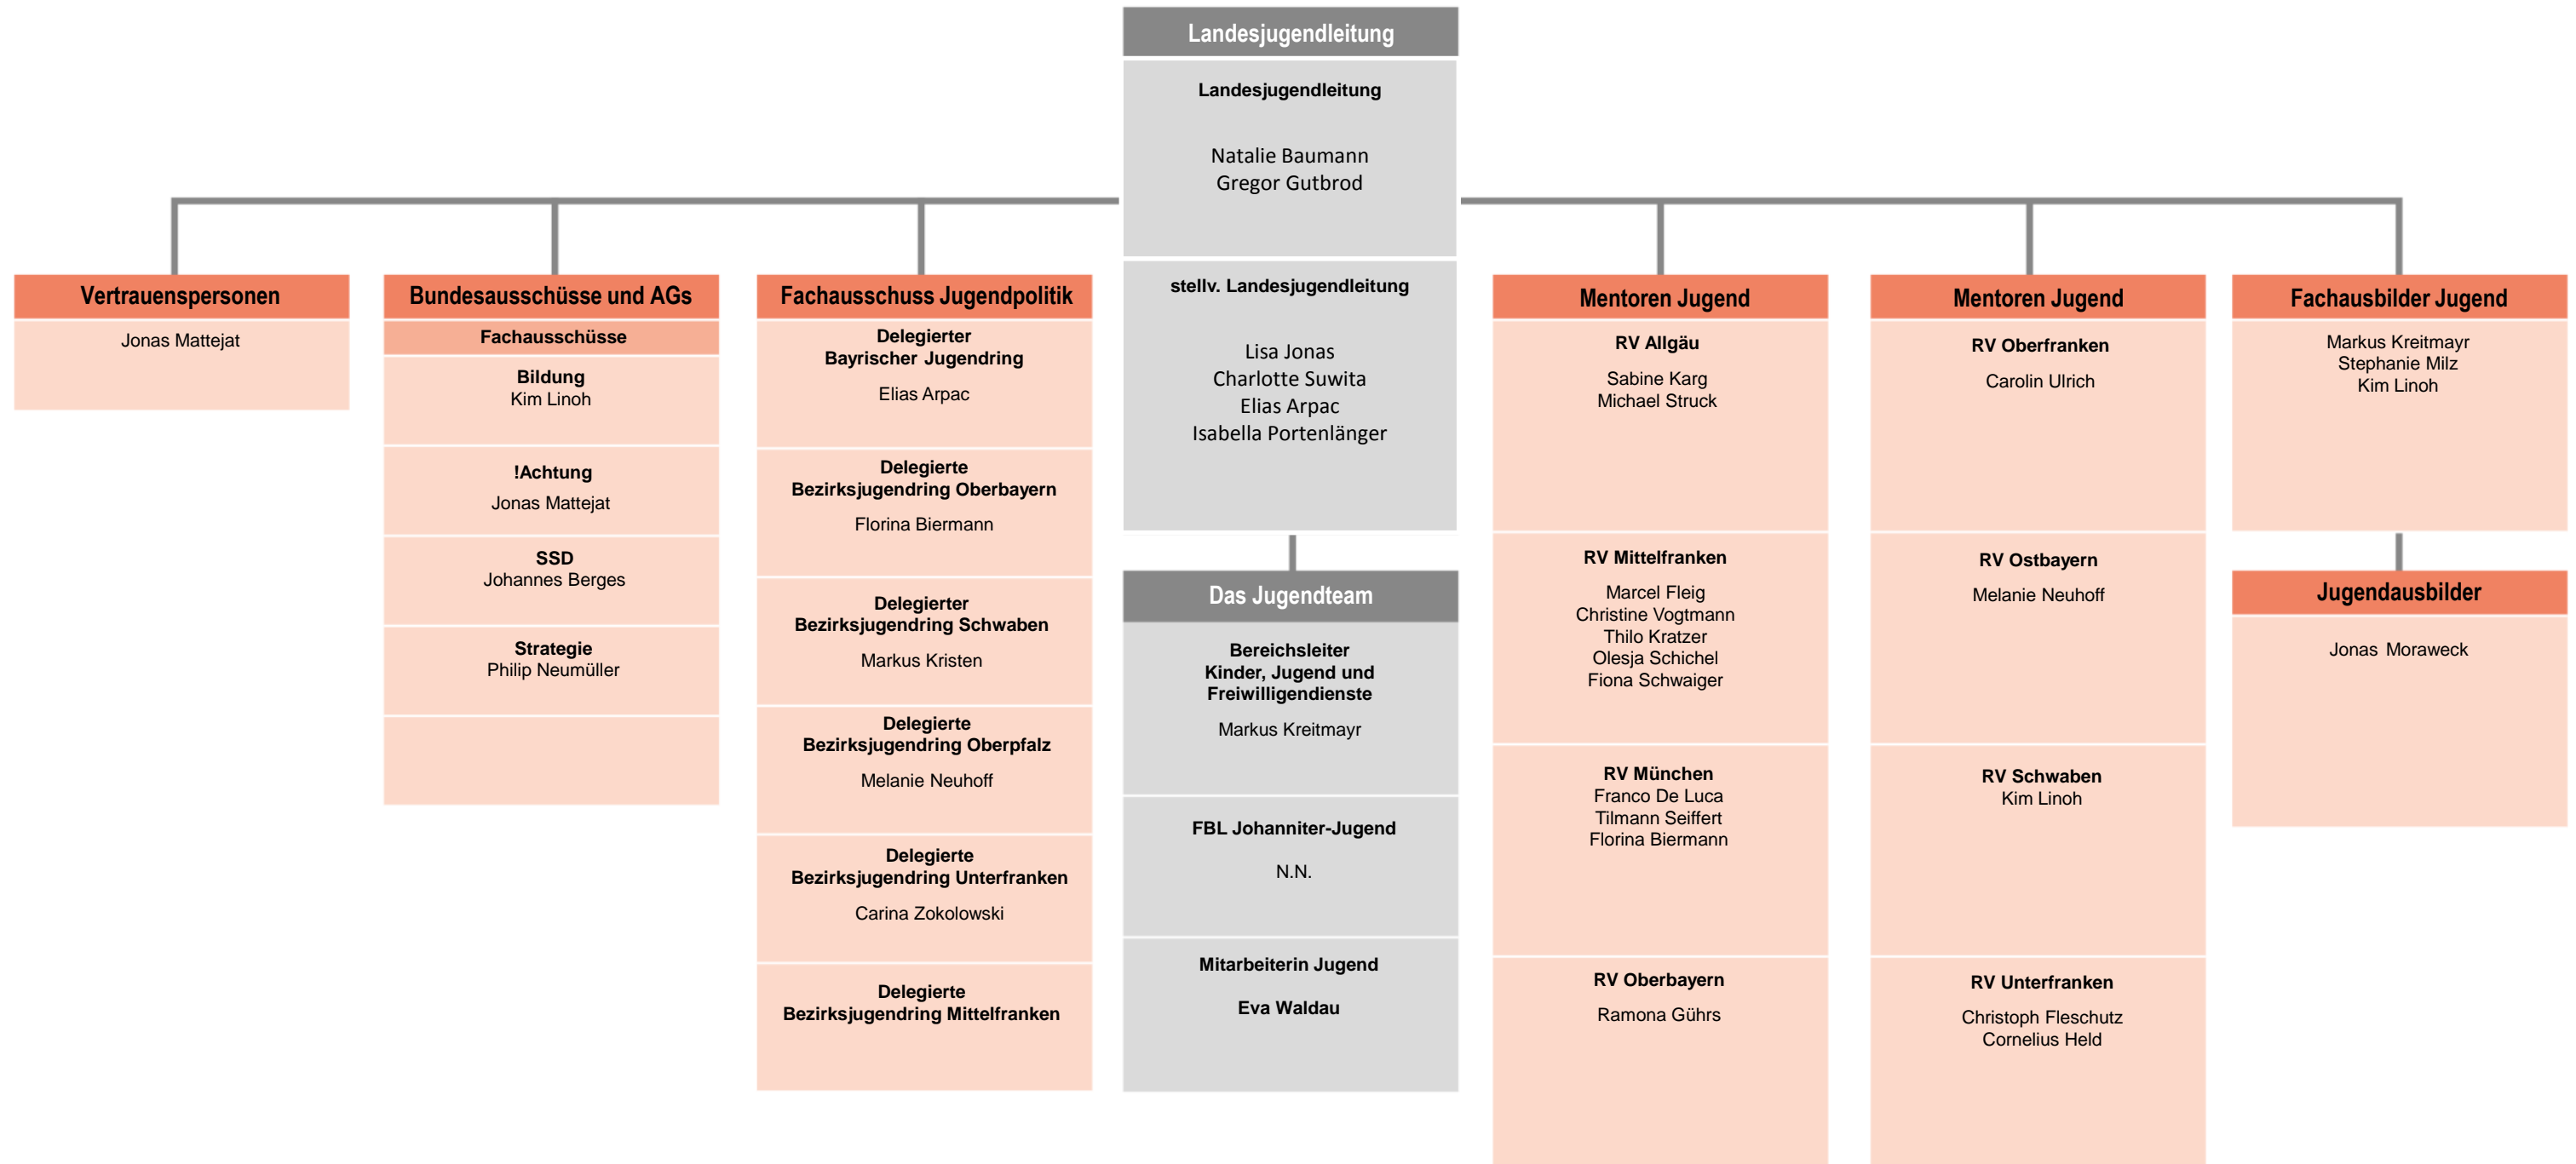 Landesjugendleitung
Landesjugendleitung
Natalie Baumann
Gregor Gutbrod
stellv. Landesjugendleitung
Lisa Jonas
Charlotte Suwita
Elias Arpac
Isabella Portenlänger
Das Jugendteam
Bereichsleiter
Kinder, Jugend und
Freiwilligendienste
Markus Kreitmayr
FBL Johanniter-Jugend
N.N.
Mitarbeiterin Jugend
Eva Waldau
Vertrauenspersonen
Jonas Mattejat
Bundesausschüsse und AGs
Fachausschüsse
Bildung
Kim Linoh
!Achtung
Jonas Mattejat
SSD
Johannes Berges
Strategie
Philip Neumüller
Fachausschuss Jugendpolitik
Delegierter
Bayrischer Jugendring
Elias Arpac
Delegierte
Bezirksjugendring Oberbayern
Florina Biermann
Delegierter
Bezirksjugendring Schwaben
Markus Kristen
Delegierte
Bezirksjugendring Oberpfalz
Melanie Neuhoff
Delegierte
Bezirksjugendring Unterfranken
Carina Zokolowski
Delegierte
Bezirksjugendring Mittelfranken
Mentoren Jugend
RV Allgäu
Sabine Karg
Michael Struck
RV Mittelfranken
Marcel Fleig
Christine Vogtmann
Thilo Kratzer
Olesja Schichel
Fiona Schwaiger
RV München
Franco De Luca
Tilmann Seiffert
Florina Biermann
RV Oberbayern
Ramona Gührs
Mentoren Jugend
RV Oberfranken
Carolin Ulrich
RV Ostbayern
Melanie Neuhoff
RV Schwaben
Kim Linoh
RV Unterfranken
Christoph Fleschutz
Cornelius Held
Fachausbilder Jugend
Markus Kreitmayr
Stephanie Milz
Kim Linoh
Jugendausbilder
Jonas Moraweck